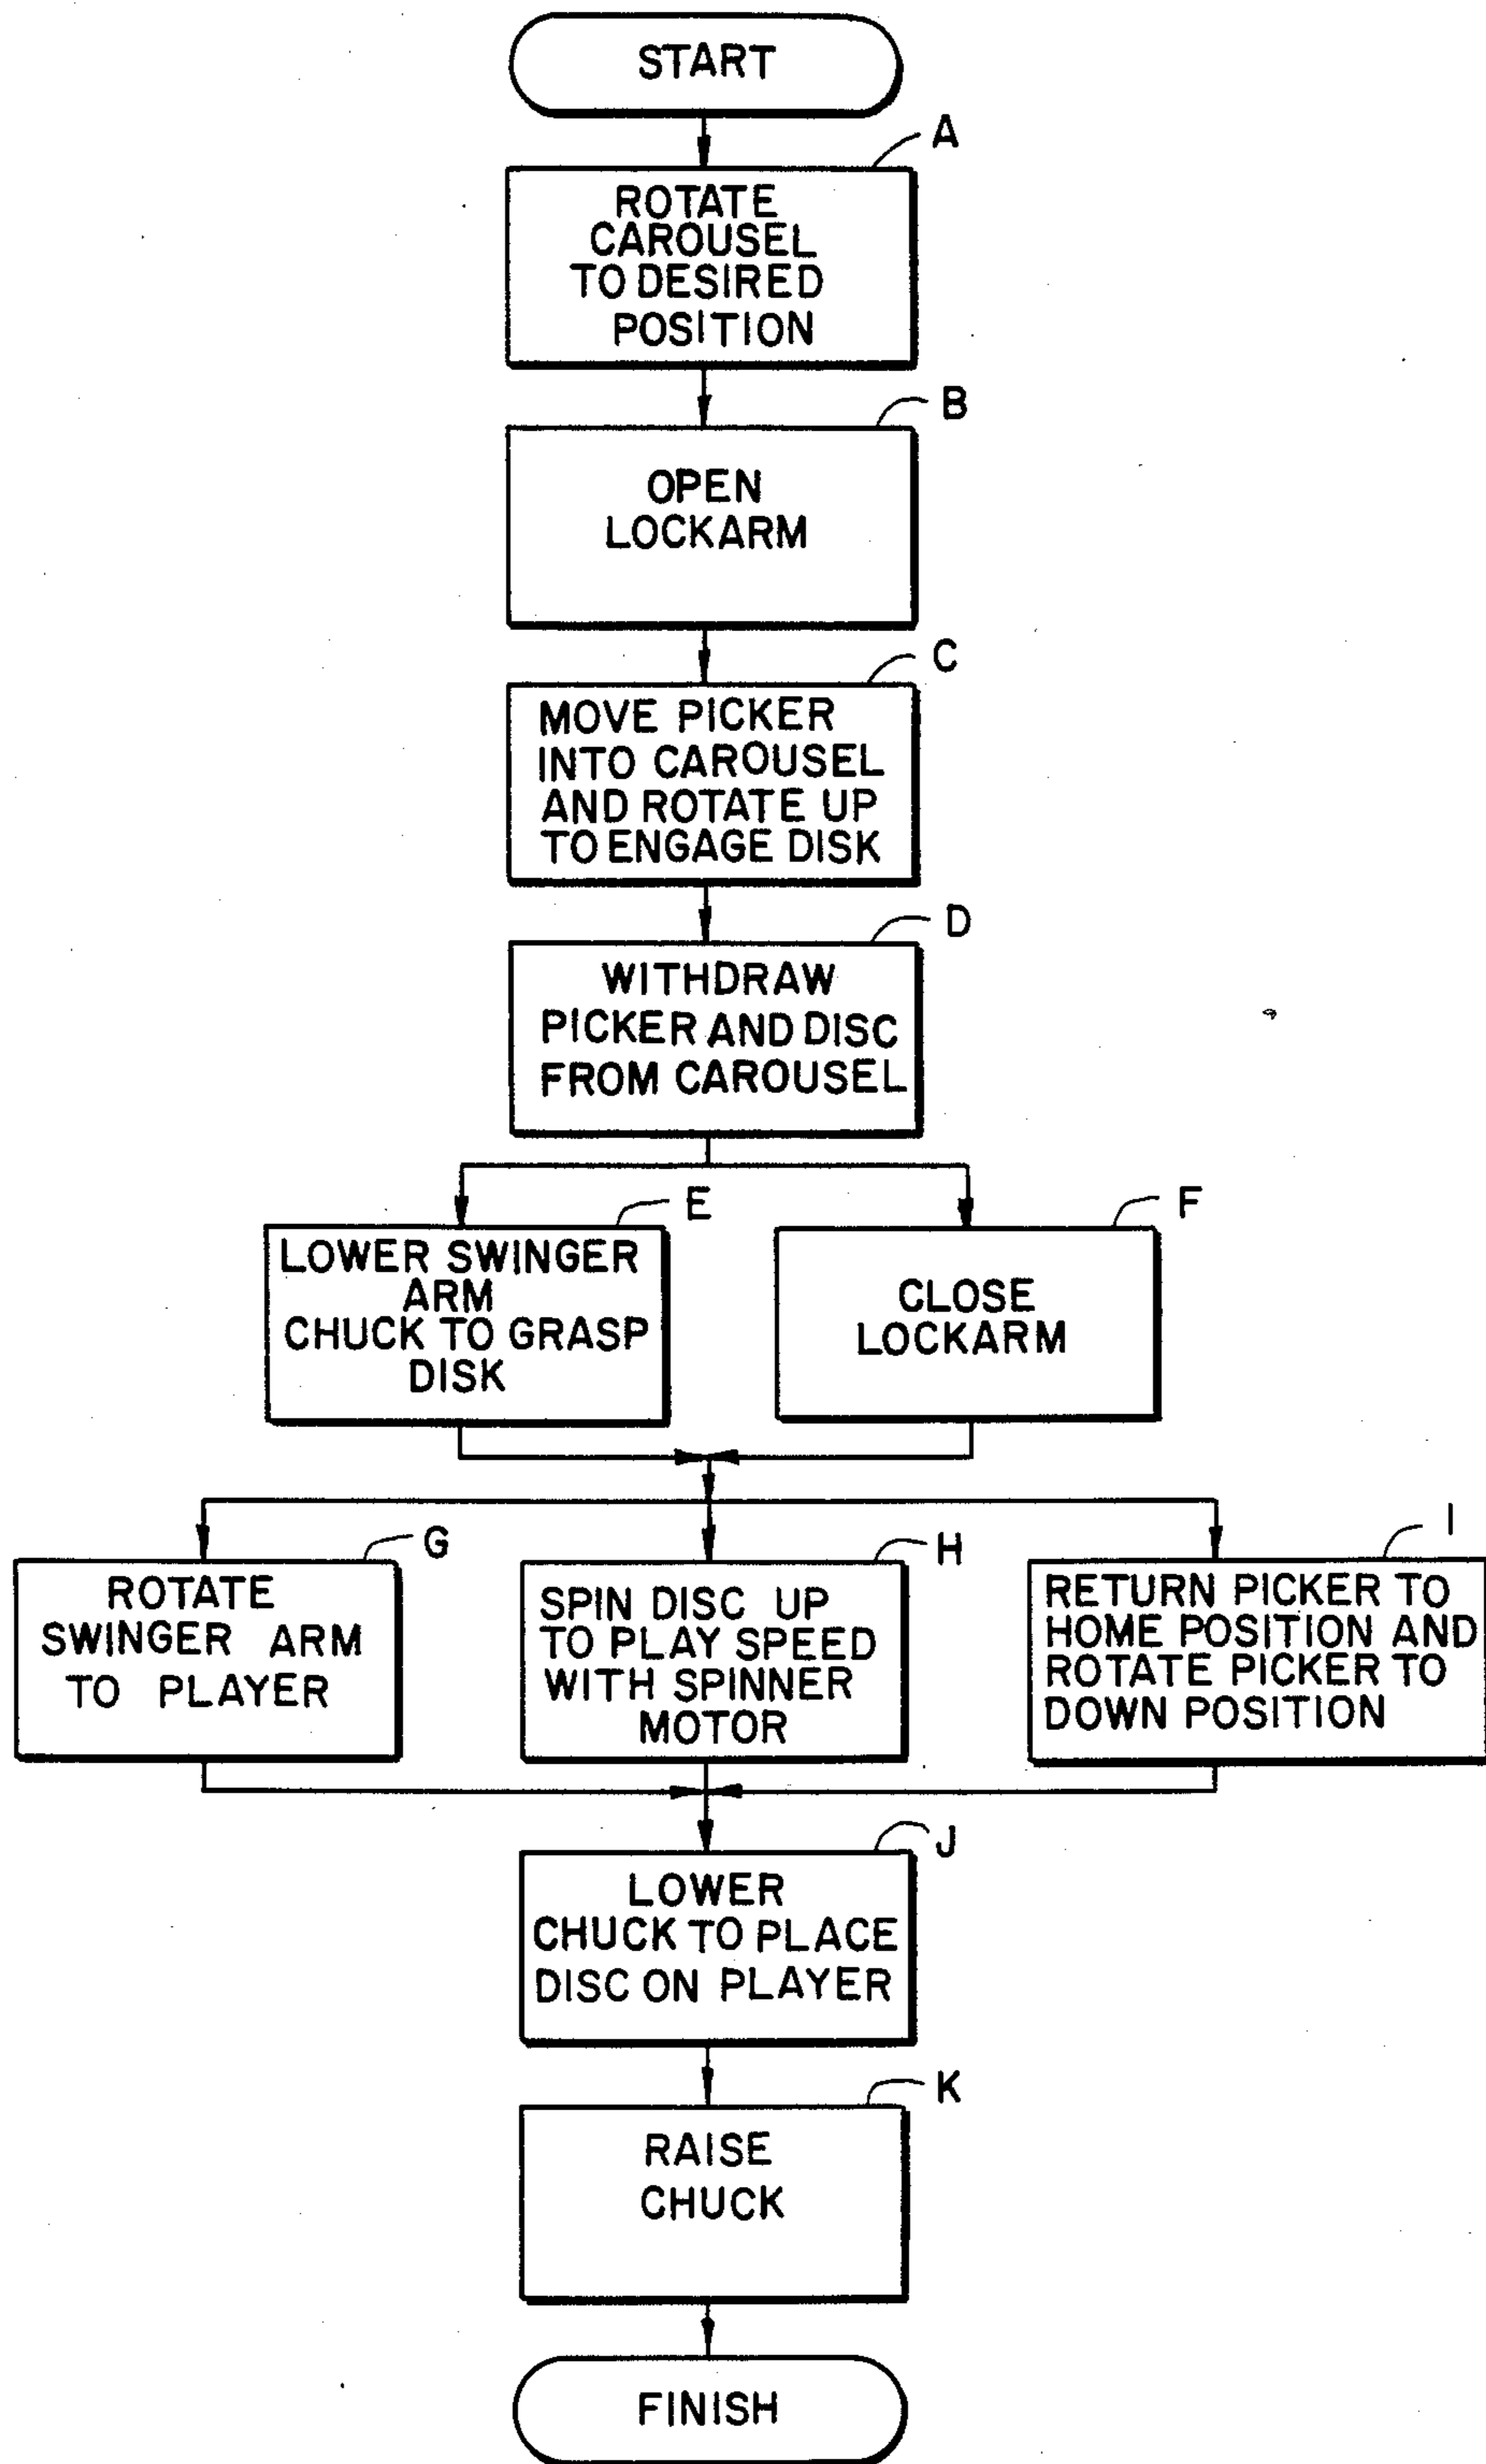 START
A
ROTATE
CAROUSEL
TO DESIRED
POSITION
B
OPEN
LOCKARM
C
MOVE PICKER
INTO CAROUSEL
AND ROTATE UP
TO ENGAGE DISK
D
WITHDRAW
PICKER AND DISC
FROM CAROUSEL
E
LOWER SWINGER
ARM
CHUCK TO GRASP
DISK
F
CLOSE
LOCKARM
G
ROTATE
SWINGER ARM
TO PLAYER
H
SPIN DISC UP
TO PLAY SPEED
WITH SPINNER
MOTOR
I
RETURN PICKER TO
HOME POSITION AND
ROTATE PICKER TO
DOWN POSITION
J
LOWER
CHUCK TO PLACE
DISC ON PLAYER
K
RAISE
CHUCK
FINISH